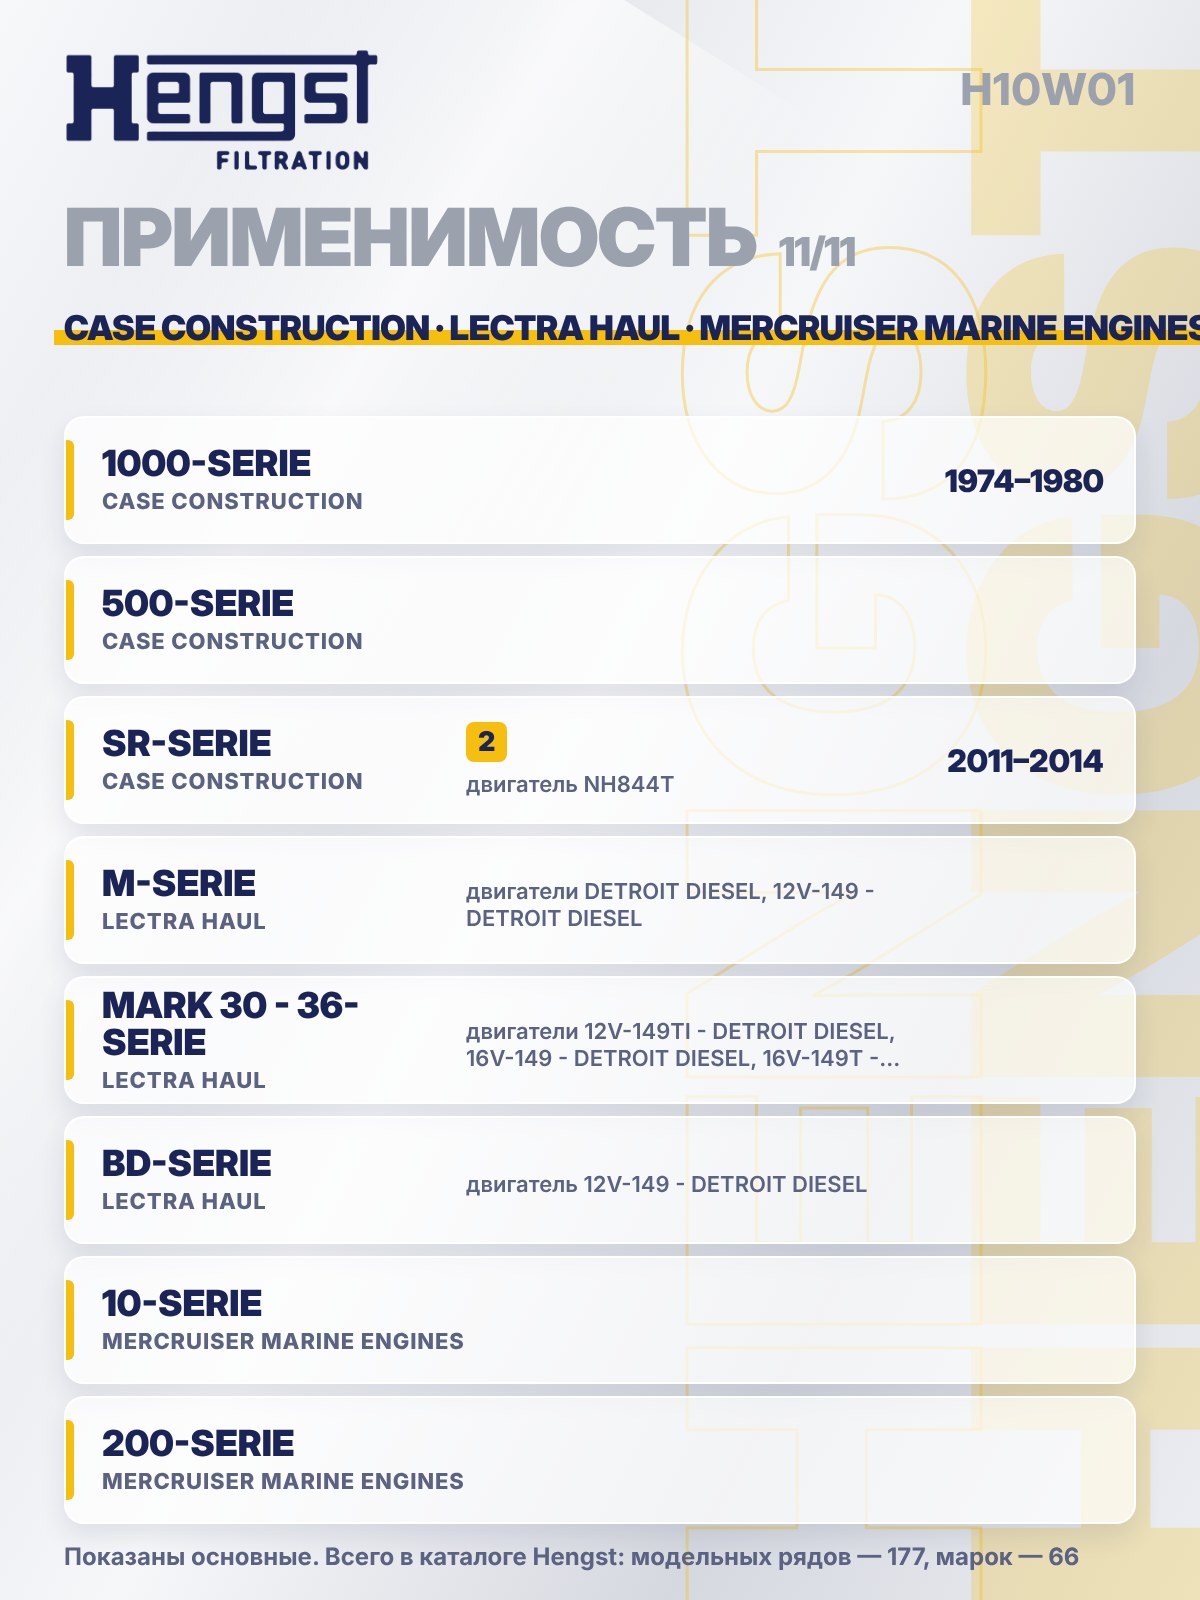 Hengst
FILTRATION
H10W01
ПРИМЕНИМОСТЬ 11/11
CASE CONSTRUCTION · LECTRA HAUL · MERCRUISER MARINE ENGINES
1000-SERIE
CASE CONSTRUCTION
1974–1980
500-SERIE
CASE CONSTRUCTION
SR-SERIE
CASE CONSTRUCTION
2
двигатель NH844T
2011–2014
M-SERIE
LECTRA HAUL
двигатели DETROIT DIESEL, 12V-149 -
DETROIT DIESEL
MARK 30 - 36-
SERIE
LECTRA HAUL
двигатели 12V-149TI - DETROIT DIESEL,
16V-149 - DETROIT DIESEL, 16V-149T -...
BD-SERIE
LECTRA HAUL
двигатель 12V-149 - DETROIT DIESEL
10-SERIE
MERCRUISER MARINE ENGINES
200-SERIE
MERCRUISER MARINE ENGINES
Показаны основные. Всего в каталоге Hengst: модельных рядов — 177, марок — 66
HENGST
HENGST